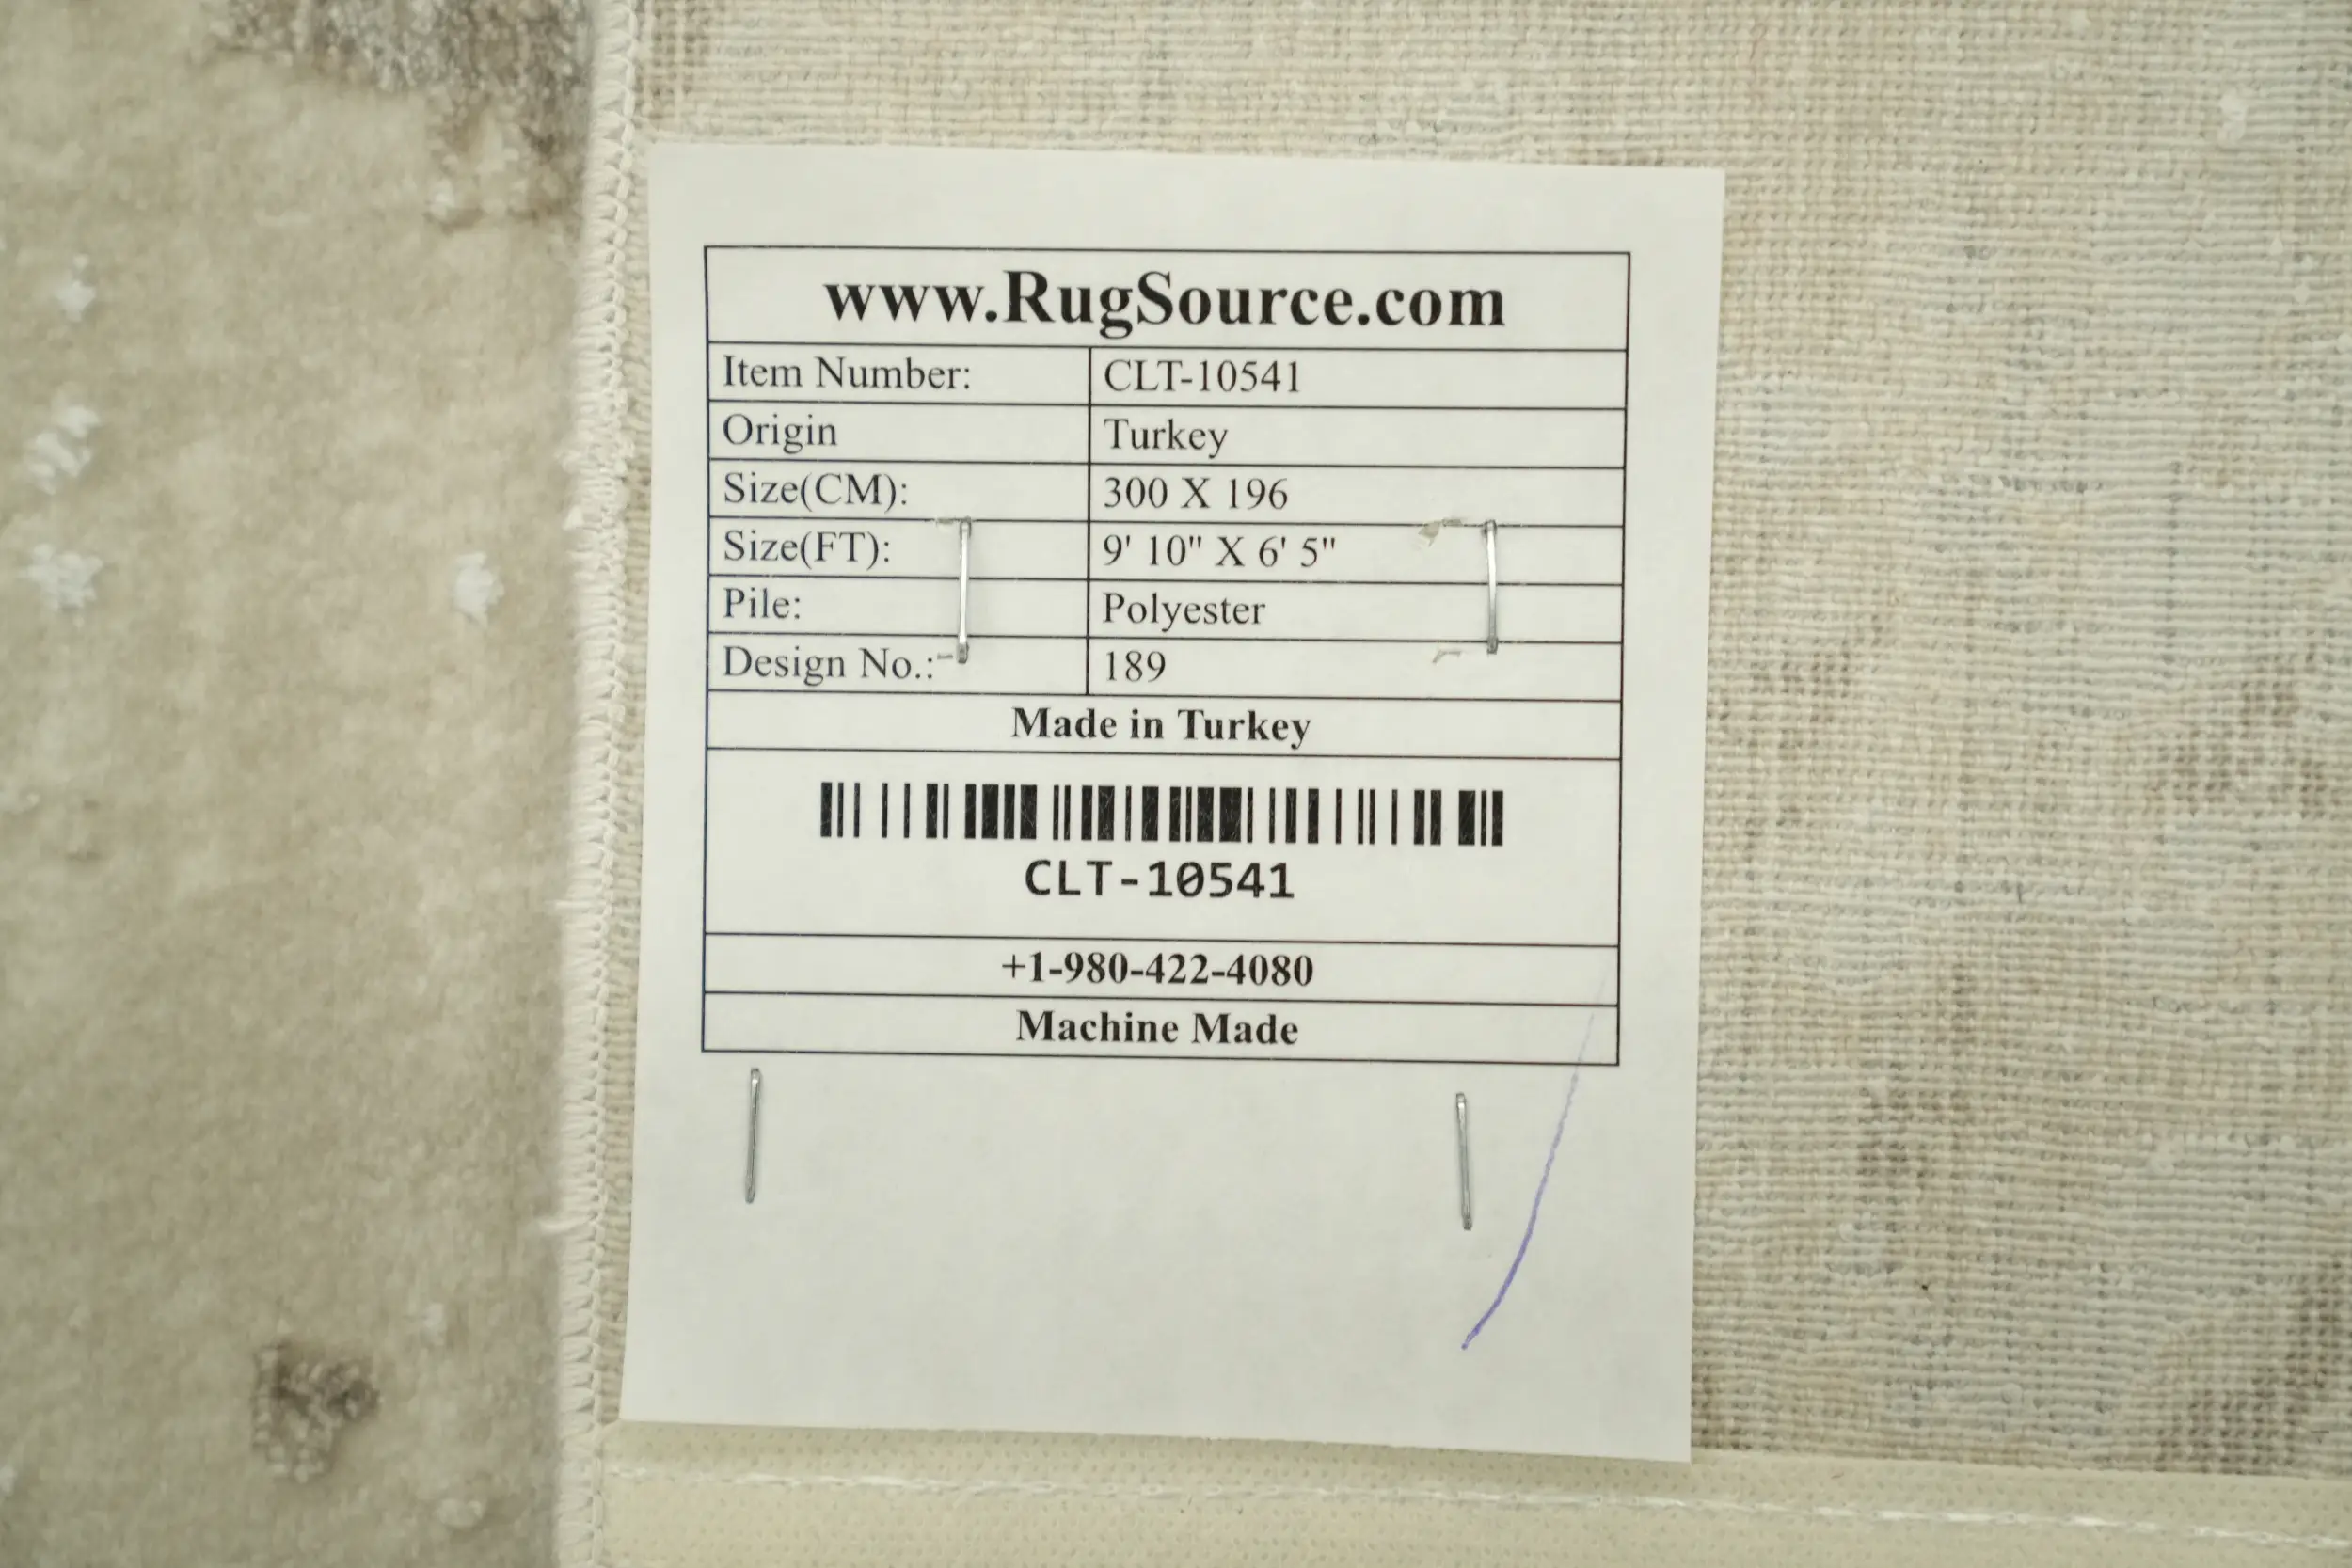 www.RugSource.com
Item Number: CLT-10541
Origin Turkey
Size(CM): 300 X 196
Size(FT): 9' 10" X 6' 5"
Pile: Polyester
Design No.: 189
Made in Turkey
CLT-10541
+1-980-422-4080
Machine Made